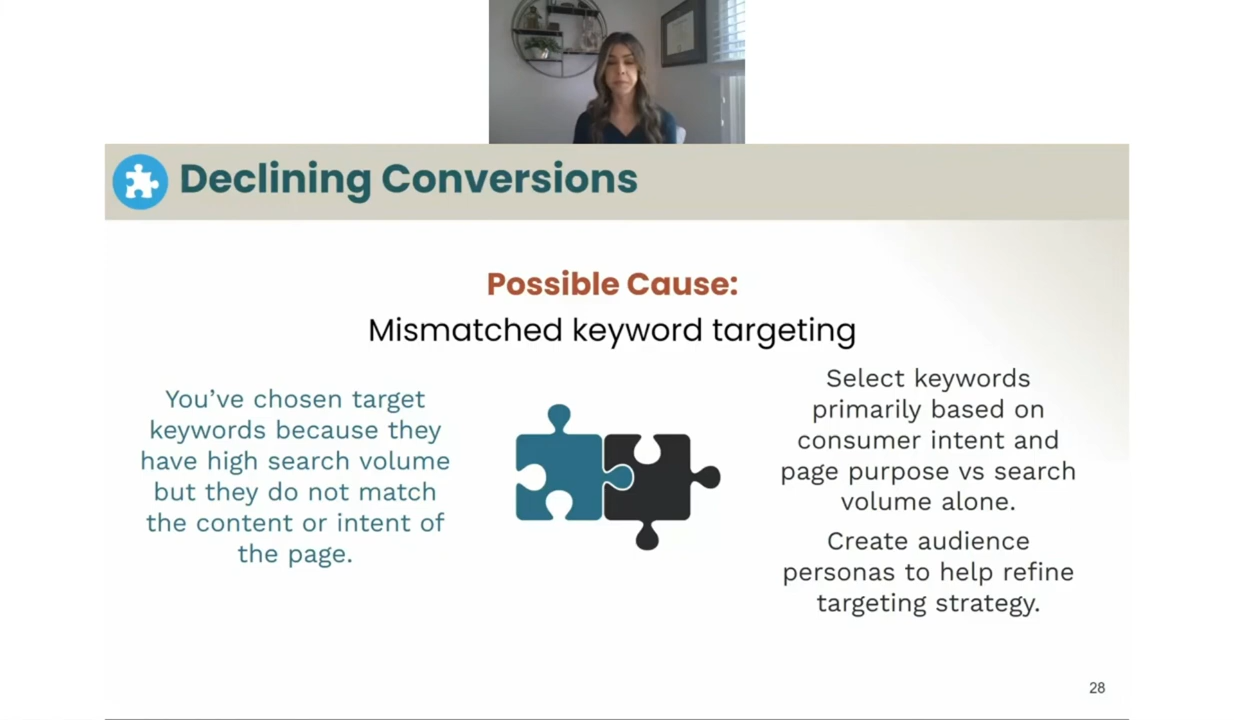 Declining Conversions
Possible Cause:
Mismatched keyword targeting
You've chosen target
keywords because they
have high search volume
but they do not match
the content or intent of
the page.
Select keywords
primarily based on
consumer intent and
page purpose vs search
volume alone.
Create audience
personas to help refine
targeting strategy.
28